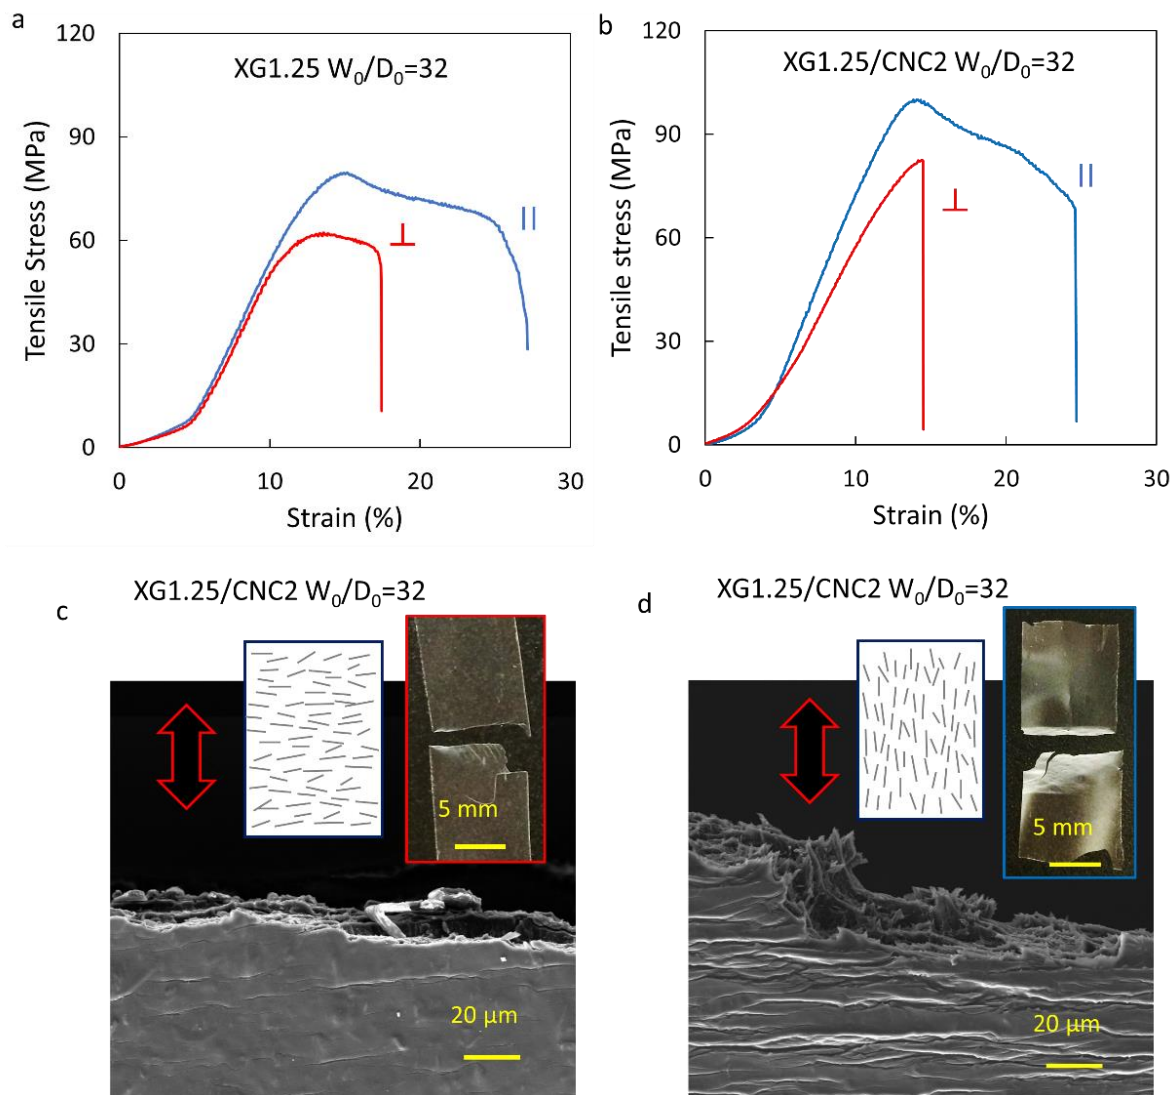 a
120
90
60
30
0
Tensile Stress (MPa)
XG1.25 W₀/D₀=32
||
⊥
0 10 20 30
Strain (%)
b
120
90
60
30
0
Tensile stress (MPa)
XG1.25/CNC2 W₀/D₀=32
||
⊥
0 10 20 30
Strain (%)
XG1.25/CNC2 W₀/D₀=32
c
5 mm
20 µm
XG1.25/CNC2 W₀/D₀=32
d
5 mm
20 µm